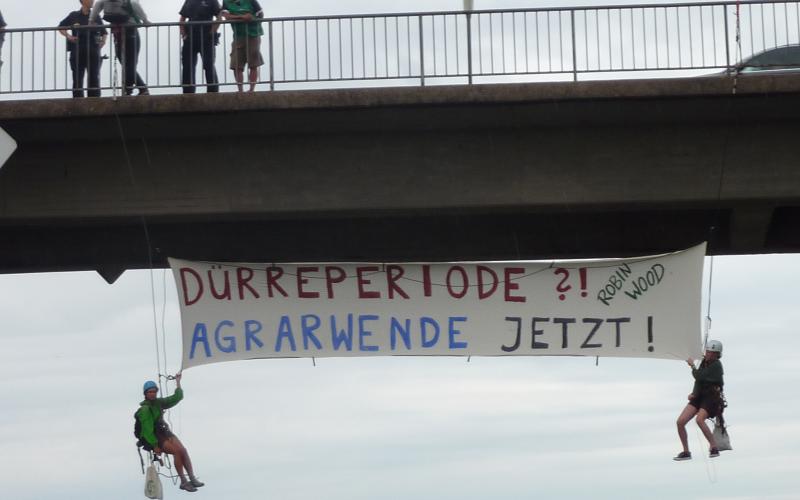 DÜRREPERIODE ?!
ROBIN
WOOD
AGRARWENDE JETZT !